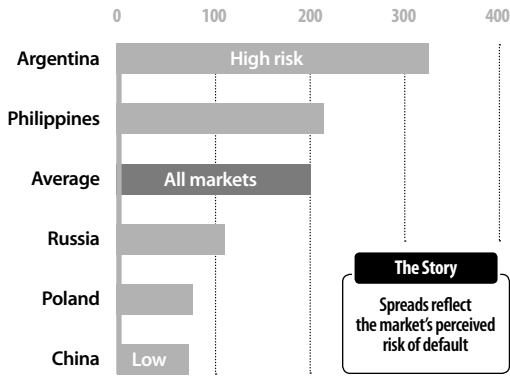 0 100 200 300 400
Argentina High risk
Philippines
Average All markets
Russia
The Story
Poland
Spreads reflect
the market's perceived
risk of default
China Low